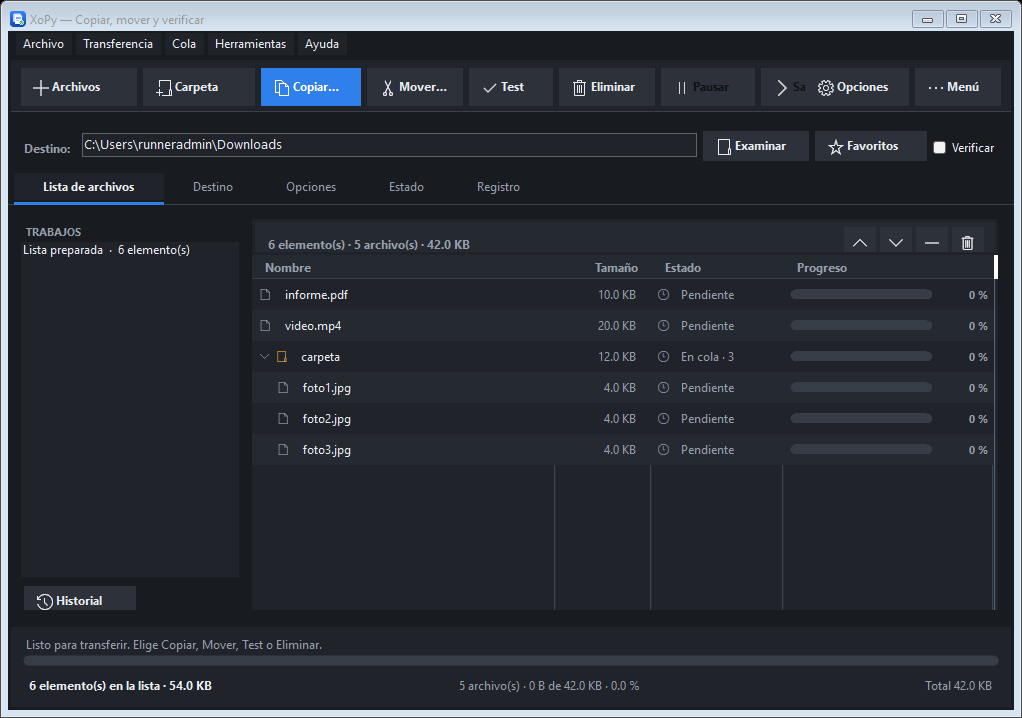 XoPy — Copiar, mover y verificar
Archivo Transferencia Cola Herramientas Ayuda
Archivos Carpeta Copiar... Mover... Test Eliminar Pausar Sa Opciones ... Menú
Destino: C:\Users\runneradmin\Downloads Examinar Favoritos Verificar
Lista de archivos Destino Opciones Estado Registro
TRABAJOS
Lista preparada · 6 elemento(s)
6 elemento(s) · 5 archivo(s) · 42.0 KB
Nombre Tamaño Estado Progreso
informe.pdf 10.0 KB Pendiente 0 %
video.mp4 20.0 KB Pendiente 0 %
carpeta 12.0 KB En cola · 3 0 %
foto1.jpg 4.0 KB Pendiente 0 %
foto2.jpg 4.0 KB Pendiente 0 %
foto3.jpg 4.0 KB Pendiente 0 %
Historial
Listo para transferir. Elige Copiar, Mover, Test o Eliminar.
6 elemento(s) en la lista · 54.0 KB 5 archivo(s) · 0 B de 42.0 KB · 0.0 % Total 42.0 KB